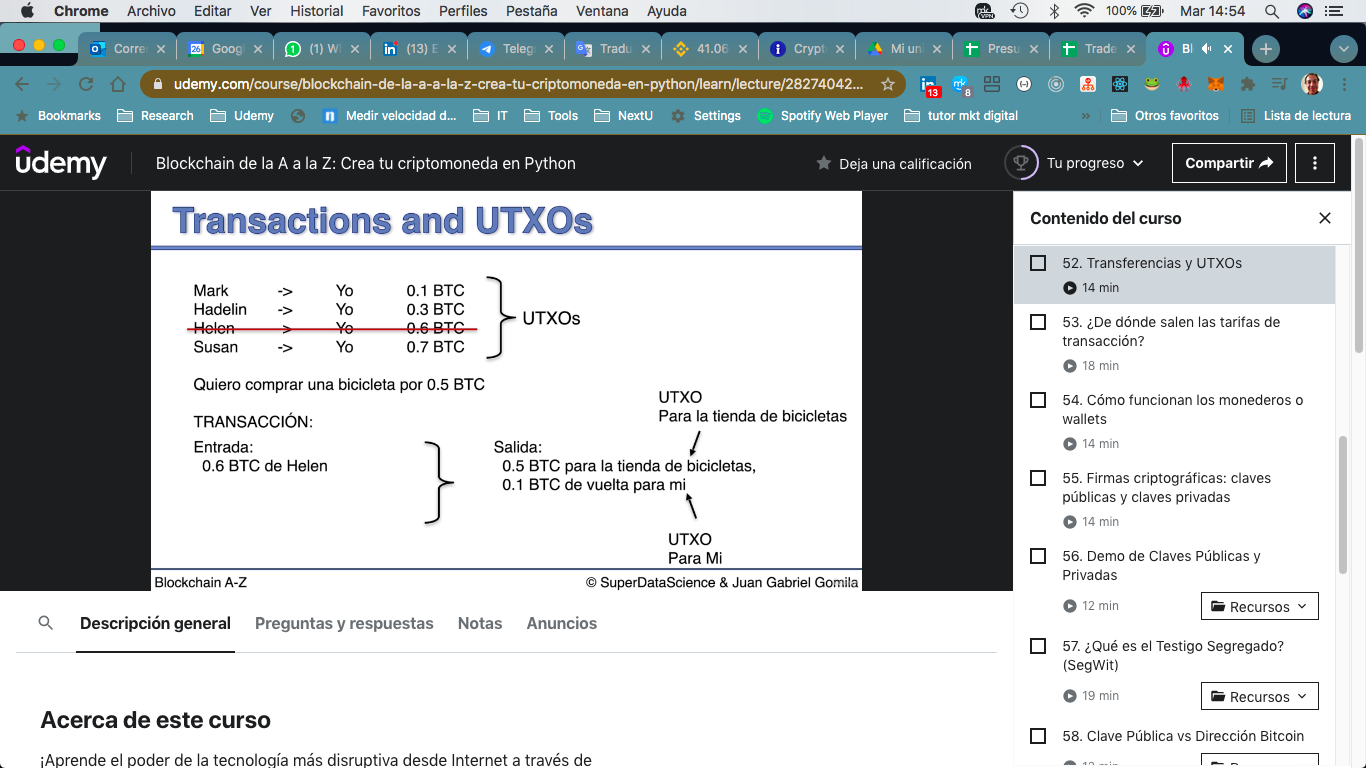 Chrome Archivo Editar Ver Historial Favoritos Perfiles Pestaña Ventana Ayuda
100% Mar 14:54
Corre Googl (1) W (13) E Telegr Tradu 41.06 Crypt Mi uni Presu Trade Bl
udemy.com/course/blockchain-de-la-a-a-la-z-crea-tu-criptomoneda-en-python/learn/lecture/28274042...
13 8
Bookmarks Research Udemy Medir velocidad d... IT Tools NextU Settings Spotify Web Player tutor mkt digital » Otros favoritos Lista de lectura
udemy Blockchain de la A a la Z: Crea tu criptomoneda en Python Deja una calificación Tu progreso Compartir
Transactions and UTXOs
Mark -> Yo 0.1 BTC
Hadelin -> Yo 0.3 BTC
Helen -> Yo 0.6 BTC
Susan -> Yo 0.7 BTC
UTXOs
Quiero comprar una bicicleta por 0.5 BTC
TRANSACCIÓN:
Entrada:
0.6 BTC de Helen
UTXO
Para la tienda de bicicletas
Salida:
0.5 BTC para la tienda de bicicletas,
0.1 BTC de vuelta para mi
UTXO
Para Mi
Blockchain A-Z © SuperDataScience & Juan Gabriel Gomila
Contenido del curso
52. Transferencias y UTXOs
14 min
53. ¿De dónde salen las tarifas de
transacción?
18 min
54. Cómo funcionan los monederos o
wallets
14 min
55. Firmas criptográficas: claves
públicas y claves privadas
14 min
56. Demo de Claves Públicas y
Privadas
12 min Recursos
57. ¿Qué es el Testigo Segregado?
(SegWit)
19 min Recursos
58. Clave Pública vs Dirección Bitcoin
Descripción general Preguntas y respuestas Notas Anuncios
Acerca de este curso
¡Aprende el poder de la tecnología más disruptiva desde Internet a través de